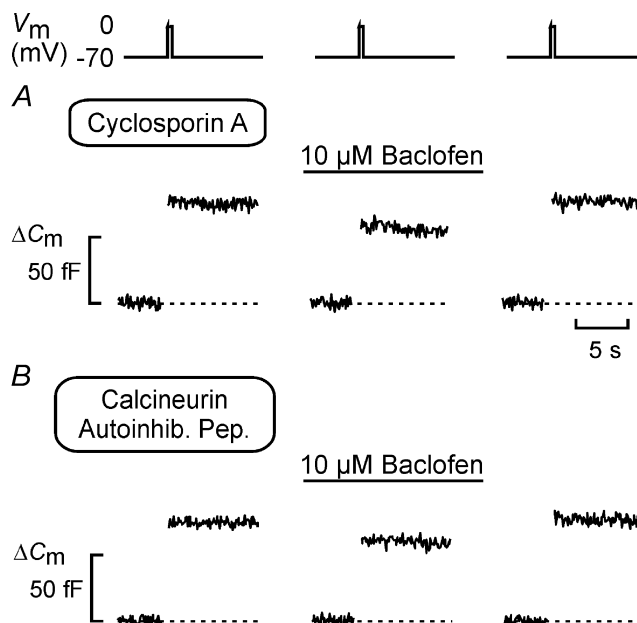 Vm 0
(mV) -70
A
Cyclosporin A
10 µM Baclofen
ΔCm
50 fF
5 s
B
Calcineurin
Autoinhib. Pep.
10 µM Baclofen
ΔCm
50 fF